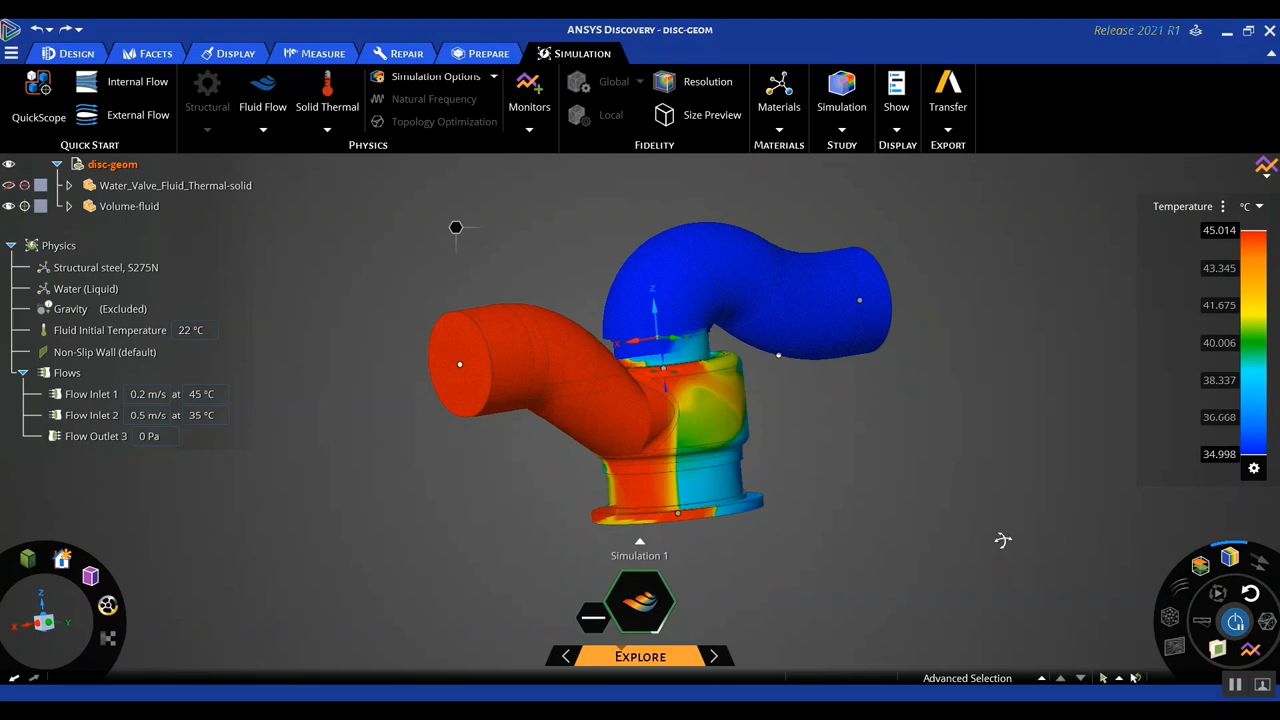 ANSYS DISCOVERY – DISC-GEOM
Release 2021 R1
DESIGN
FACETS
DISPLAY
MEASURE
REPAIR
PREPARE
SIMULATION
QuickScope
Internal Flow
External Flow
QUICK START
Structural
Fluid Flow
Solid Thermal
Simulation Options
Natural Frequency
Topology Optimization
PHYSICS
Monitors
Global
Local
Resolution
Size Preview
FIDELITY
Materials
MATERIALS
Simulation
STUDY
Show
DISPLAY
Transfer
EXPORT
disc-geom
Water_Valve_Fluid_Thermal-solid
Volume-fluid
Physics
Structural steel, S275N
Water (Liquid)
Gravity (Excluded)
Fluid Initial Temperature 22 °C
Non-Slip Wall (default)
Flows
Flow Inlet 1 0.2 m/s at 45 °C
Flow Inlet 2 0.5 m/s at 35 °C
Flow Outlet 3 0 Pa
Temperature °C
45.014
43.345
41.675
40.006
38.337
36.668
34.998
Z
X
Z
X
Y
Simulation 1
EXPLORE
Advanced Selection